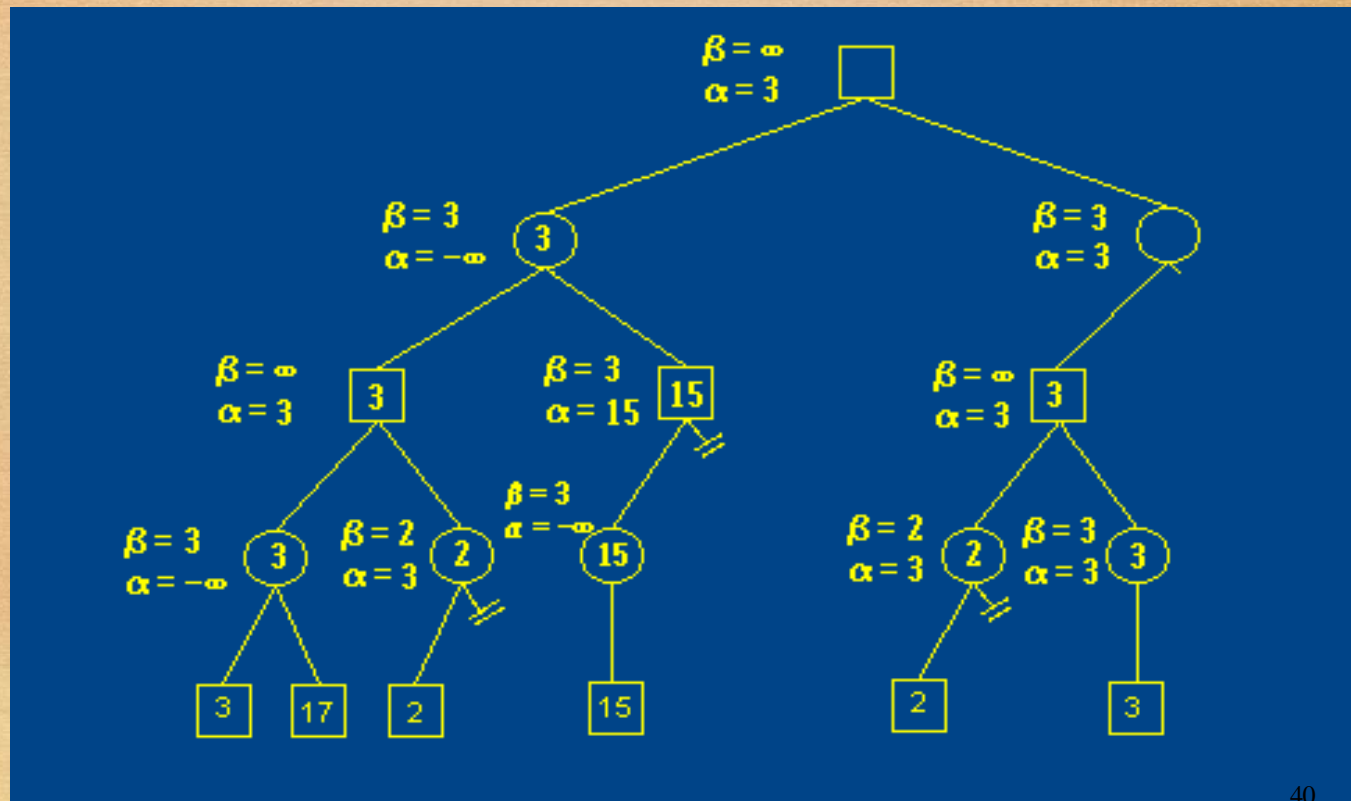 β = ∞
α = 3
β = 3
α = −∞
3
β = 3
α = 3
β = ∞
α = 3
3
β = 3
α = 15
15
β = ∞
α = 3
3
β = 3
α = −∞
3
β = 2
α = 3
2
β = 3
α = −∞
15
β = 2
α = 3
2
β = 3
α = 3
3
3
17
2
15
2
3
40